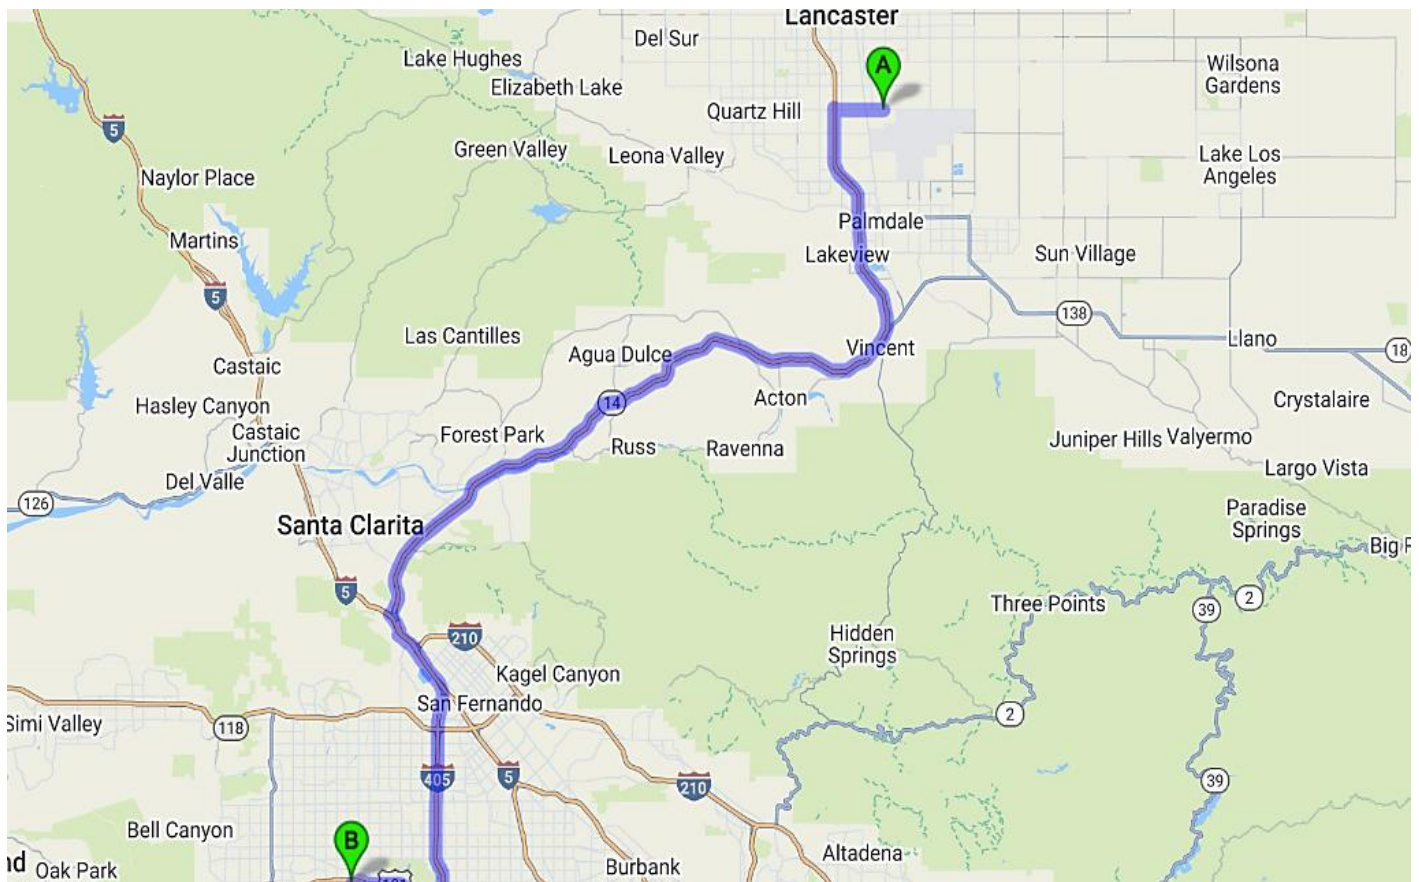 Lancaster
Del Sur
Lake Hughes
A
Wilsona
Gardens
Elizabeth Lake
Quartz Hill
5
Green Valley
Leona Valley
Lake Los
Angeles
Naylor Place
Palmdale
Martins
Lakeview
Sun Village
5
138
Las Cantilles
Llano
Agua Dulce
Vincent
18
Castaic
14
Acton
Crystalaire
Hasley Canyon
Castaic
Junction
Forest Park
Russ
Ravenna
Juniper Hills
Valyermo
Largo Vista
Del Valle
126
Paradise
Springs
Santa Clarita
Big
5
2
Three Points
39
210
Hidden
Springs
Kagel Canyon
San Fernando
Simi Valley
118
2
405
5
210
39
Bell Canyon
B
Altadena
Burbank
nd
Oak Park
101